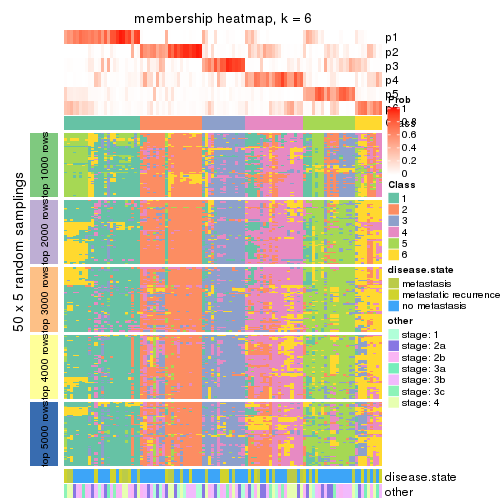 membership heatmap, k = 6
p1
p2
p3
p4
p5
p6
Prob
1
0.8
0.6
0.4
0.2
0
Class
50 x 5 random samplings
top 1000 rows
top 2000 rows
top 3000 rows
top 4000 rows
top 5000 rows
Class
1
2
3
4
5
6
disease.state
metastasis
metastatic recurrence
no metastasis
other
stage: 1
stage: 2a
stage: 2b
stage: 3a
stage: 3b
stage: 3c
stage: 4
disease.state
other